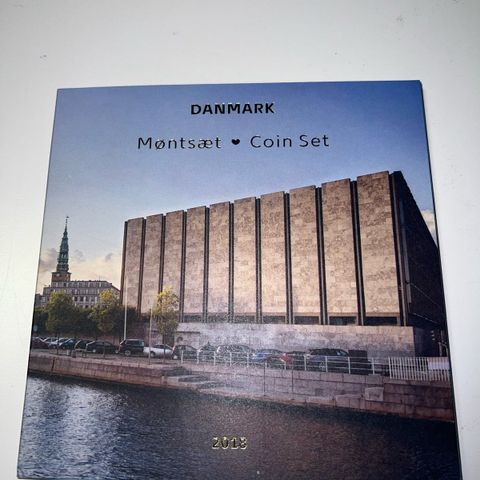 DANMARK
Møntsæt ♥ Coin Set
2018